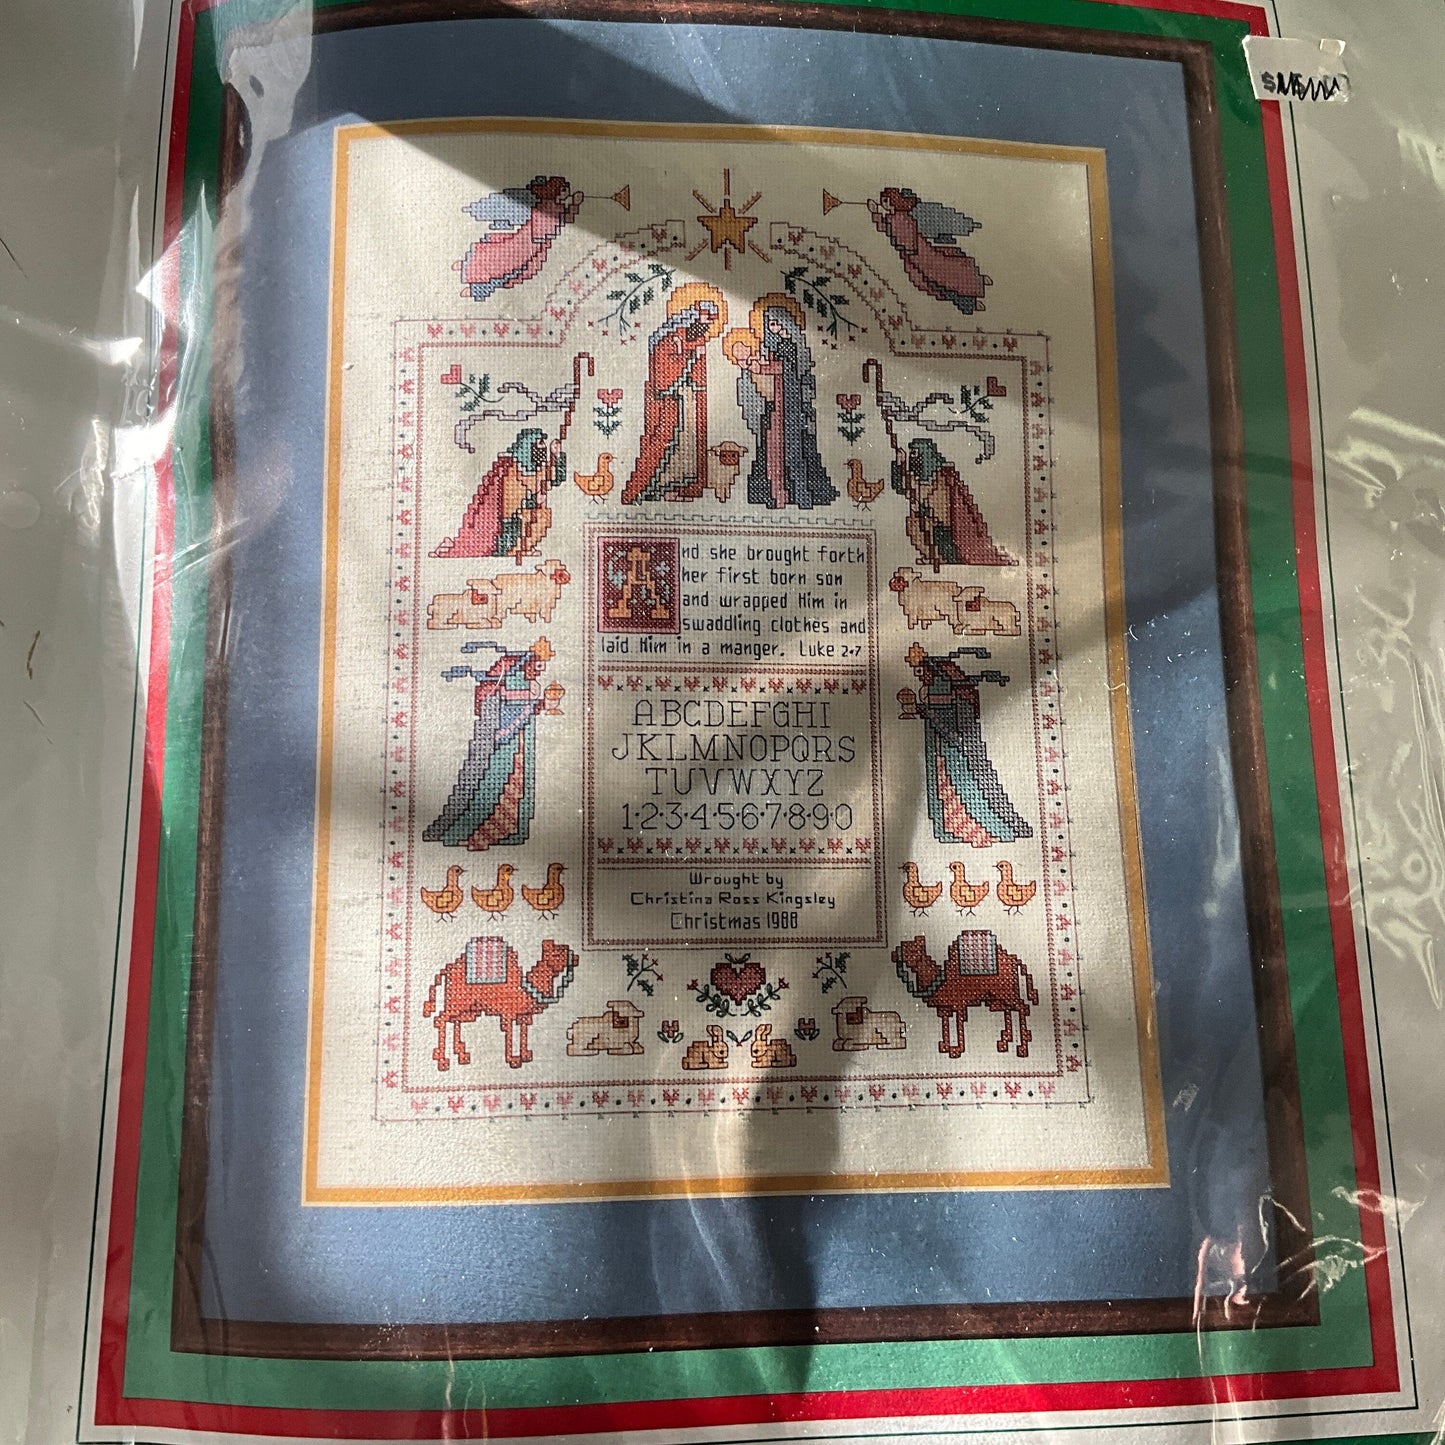 And she brought forth
her first born son
and wrapped Him in
swaddling clothes and
laid Him in a manger. Luke 2•7
ABCDEFGHI
JKLMNOPQRS
TUVWXYZ
1•2•3•4•5•6•7•8•9•0
Wrought by
Christina Ross Kingsley
Christmas 1988